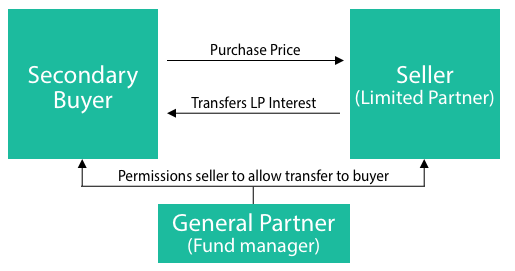 Secondary
Buyer
Purchase Price
Transfers LP Interest
Seller
(Limited Partner)
Permissions seller to allow transfer to buyer
General Partner
(Fund manager)